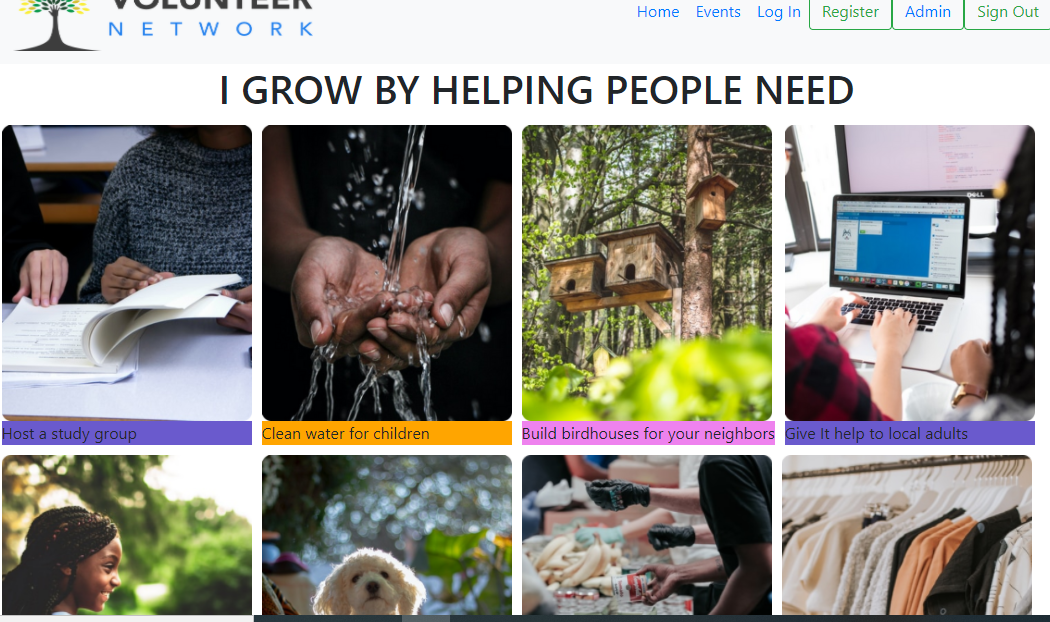 VOLUNTEER
NETWORK
Home Events Log In Register Admin Sign Out
I GROW BY HELPING PEOPLE NEED
DELL
Host a study group
Clean water for children
Build birdhouses for your neighbors
Give It help to local adults